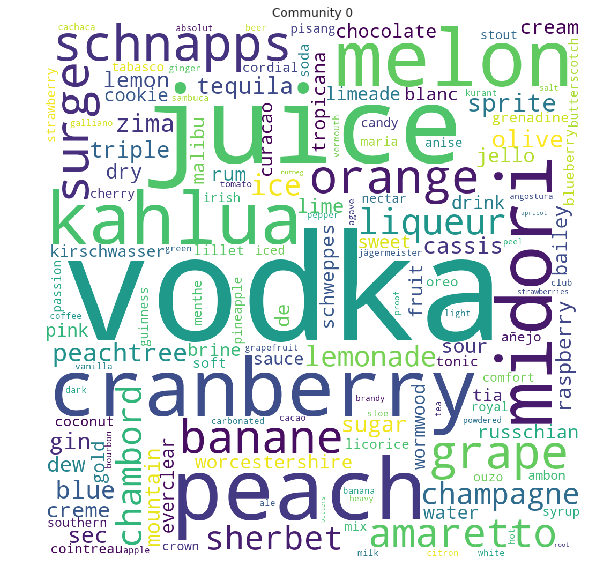 Community 0
cachaca
absolut
beer
pisang
chocolate
stout
cream
schnapps
melon
tabasco
ginger
cordial
soda
lemon
cookie
sambuca
tequila
tropicana
limeade
blanc
kurant
salt
sprite
butterscotch
strawberry
galliano
surge
juice
zima
malibu
curacao
vermouth
candy
grenadine
olive
triple
maria
anise
jello
blueberry
dry
rum
ice
orange
midori
cherry
irish
tomato
nutmeg
lime
pepper
agave
nectar
drink
angostura
apricot
kahlua
liqueur
kirschwasser
green
lillet
iced
schweppes
sweet
cassis
peel
bailey
jägermeister
passion
vodka
fruit
oreo
club
strawberries
coffee
guinness
menthe
pineapple
de
proof
light
añejo
pink
peachtree
brine
grapefruit
sauce
lemonade
sour
tonic
raspberry
vanilla
soft
dark
cranberry
brandy
tea
comfort
tia
royal
coconut
carbonated
cacao
sloe
wormwood
powdered
gin
chambord
banane
sugar
licorice
russchian
dew
gold
bourbon
everclear
worcestershire
grape
ouzo
ambon
blue
mountain
peach
banana
heavy
champagne
creme
ale
mix
water
syrup
southern
sec
crown
sherbet
amaretto
hot
cointreau
apple
milk
citron
white
root